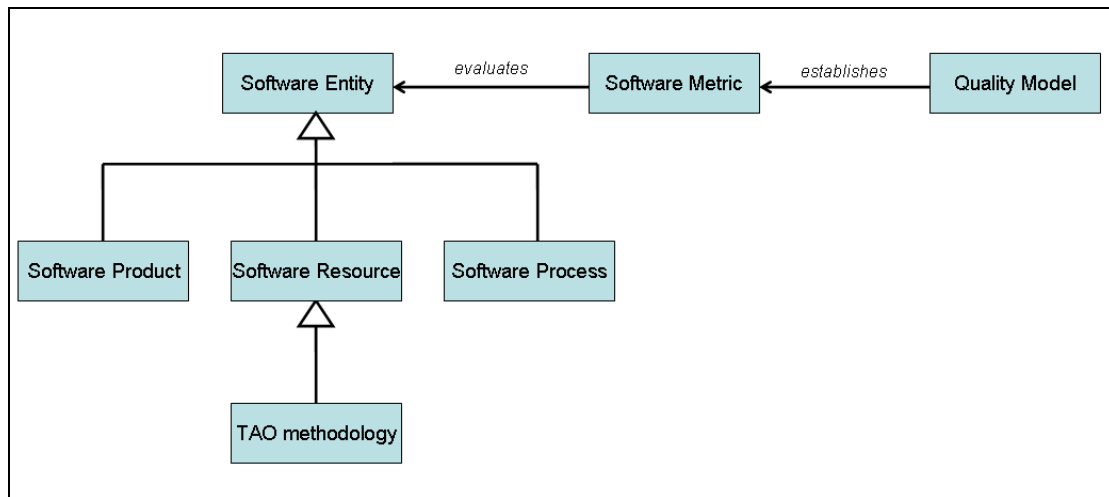 evaluates
establishes
Software Entity
Software Metric
Quality Model
Software Product
Software Resource
Software Process
TAO methodology